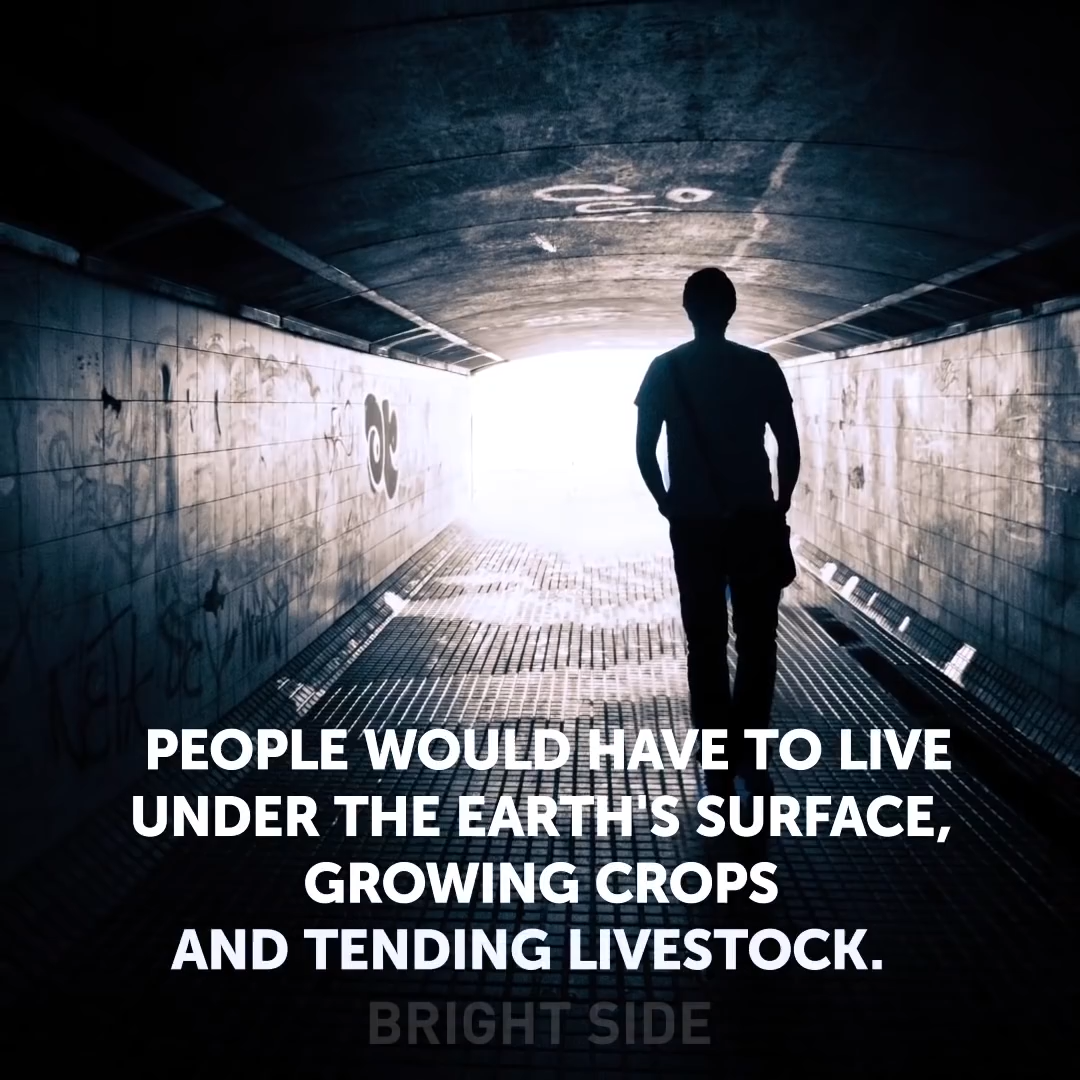 PEOPLE WOULD HAVE TO LIVE
UNDER THE EARTH'S SURFACE,
GROWING CROPS
AND TENDING LIVESTOCK.
BRIGHT SIDE